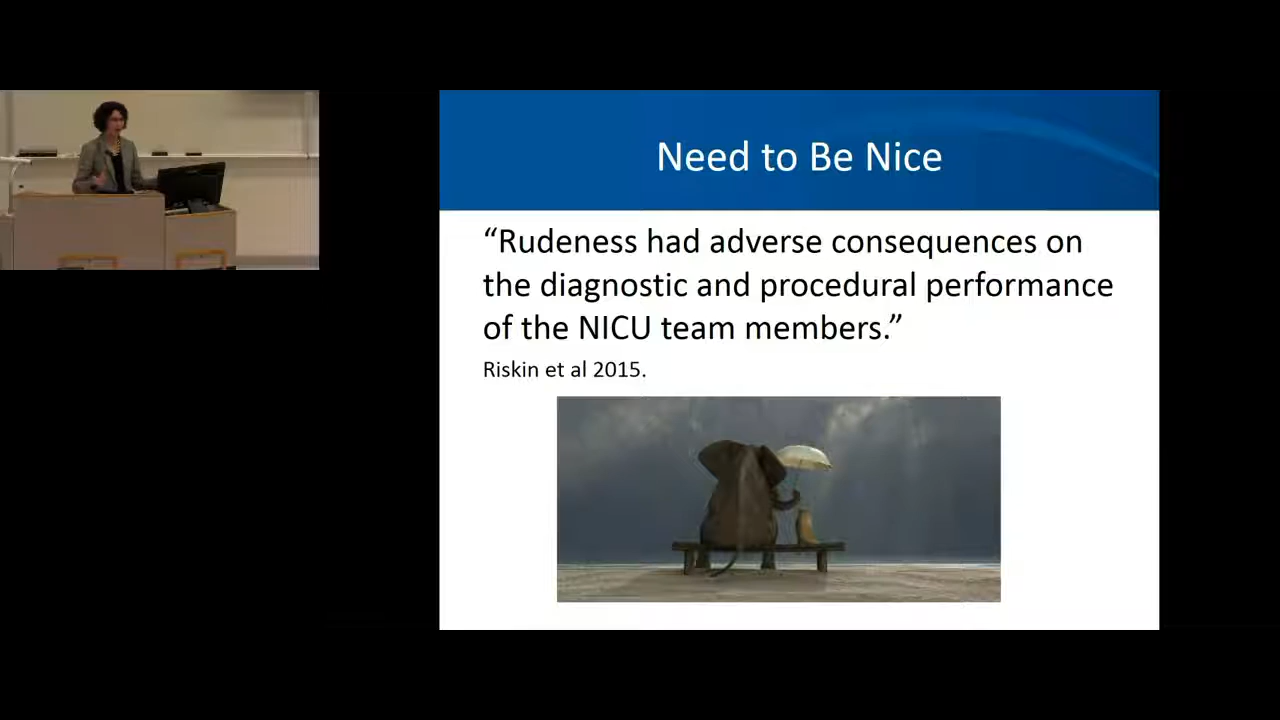 Need to Be Nice
“Rudeness had adverse consequences on
the diagnostic and procedural performance
of the NICU team members.”
Riskin et al 2015.